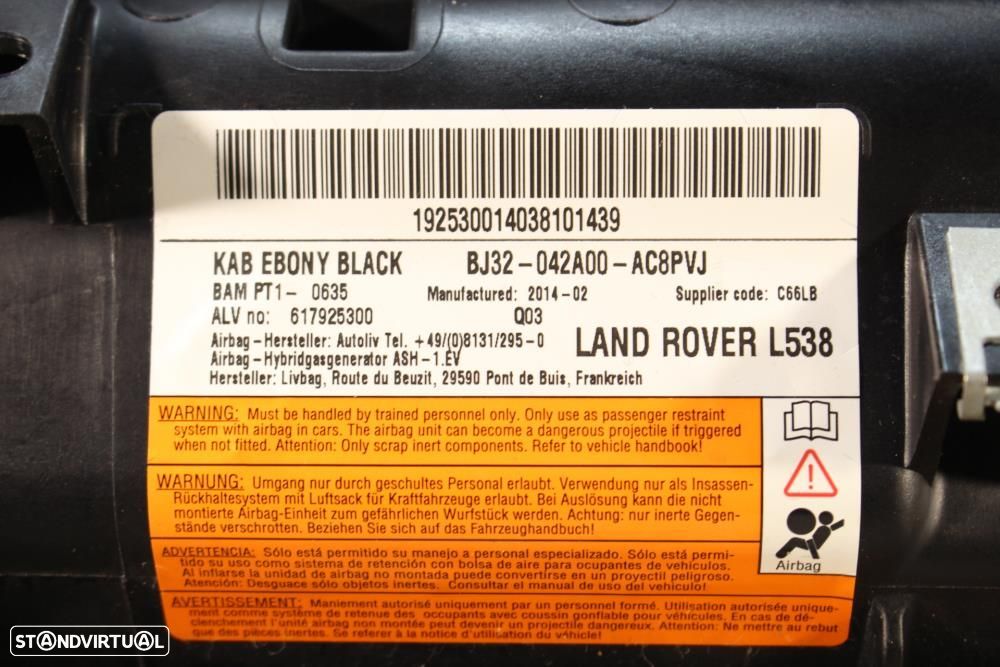 192530014038101439
KAB EBONY BLACK BJ32-042A00-AC8PVJ
BAM PT1- 0635 Manufactured: 2014-02 Supplier code: C66LB
ALV no: 617925300 Q03
Airbag-Hersteller: Autoliv Tel. +49/(0)8131/295-0
LAND ROVER L538
Airbag-Hybridgasgenerator ASH-1.EV
Hersteller: Livbag, Route du Beuzit, 29590 Pont de Buis, Frankreich
WARNING: Must be handled by trained personnel only. Only use as passenger restraint
system with airbag in cars. The airbag unit can become a dangerous projectile if triggered
when not fitted. Attention: Only scrap inert components. Refer to vehicle handbook!
WARNUNG: Umgang nur durch geschultes Personal erlaubt. Verwendung nur als Insassen-
Rückhaltesystem mit Luftsack für Kraftfahrzeuge erlaubt. Bei Auslösung kann die nicht
montierte Airbag-Einheit zum gefährlichen Wurfstück werden. Achtung: nur inerte Gegen-
stände verschrotten. Beziehen Sie sich auf das Fahrzeughandbuch!
Airbag
ADVERTENCIA: Sólo está permitido su manejo a personal especializado. Sólo está permi-
tido su uso como sistema de retención con bolsa de aire para ocupantes de vehículos.
Al inflarse la unidad de airbag no montada puede convertirse en un proyectil peligroso.
Atención: Desguace sólo objetos inertes. Consultar el manual de uso del vehículo!
AVERTISSEMENT: Maniement autorisé uniquement au personnel formé. Utilisation autorisée unique-
ment comme système de retenue des occupants avec coussin gonflable pour véhicules. En cas de dé-
clenchement l'unité airbag non montée peut devenir un projectile dangereux. Attention: Ne mettre au rebut
que des pièces inertes. Se referer à la notice d'utilisation du véhicule!
STANDVIRTUAL